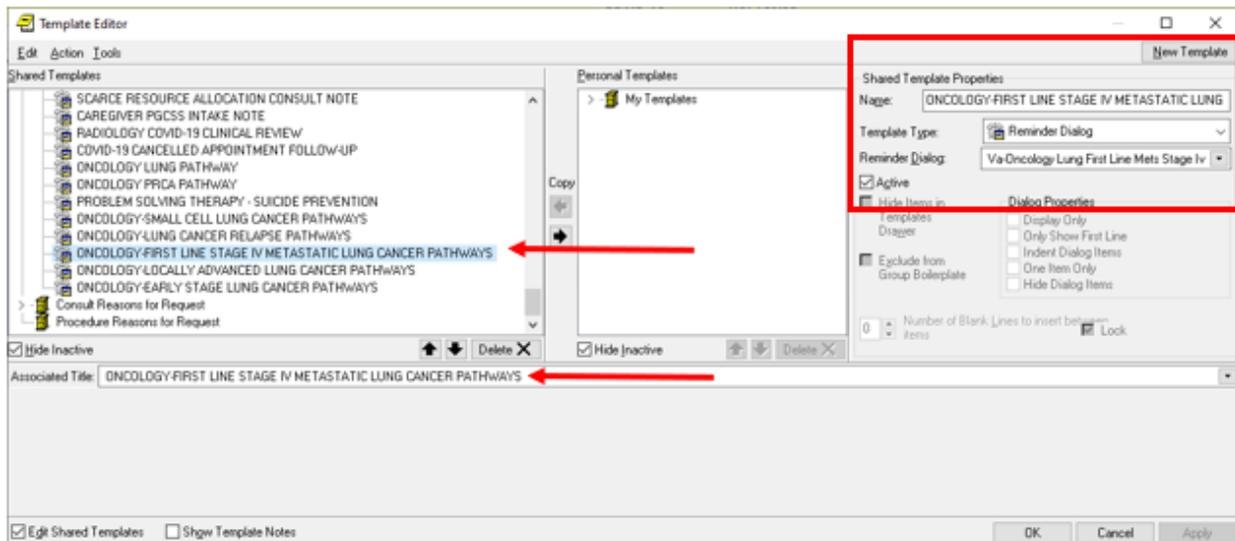 Template Editor
Edit Action Tools
New Template
Shared Templates
SCARCE RESOURCE ALLOCATION CONSULT NOTE
CAREGIVER PGCSS INTAKE NOTE
RADIOLOGY COVID-19 CLINICAL REVIEW
COVID-19 CANCELLED APPOINTMENT FOLLOW-UP
ONCOLOGY LUNG PATHWAY
ONCOLOGY PRCA PATHWAY
PROBLEM SOLVING THERAPY - SUICIDE PREVENTION
ONCOLOGY-SMALL CELL LUNG CANCER PATHWAYS
ONCOLOGY-LUNG CANCER RELAPSE PATHWAYS
ONCOLOGY-FIRST LINE STAGE IV METASTATIC LUNG CANCER PATHWAYS
ONCOLOGY-LOCALLY ADVANCED LUNG CANCER PATHWAYS
ONCOLOGY-EARLY STAGE LUNG CANCER PATHWAYS
Consult Reasons for Request
Procedure Reasons for Request
Hide Inactive
Delete
Copy
Personal Templates
My Templates
Hide Inactive
Delete
Shared Template Properties
Name: ONCOLOGY-FIRST LINE STAGE IV METASTATIC LUNG
Template Type: Reminder Dialog
Reminder Dialog: Va-Oncology Lung First Line Mets Stage Iv
Active
Hide Items in
Templates
Drawer
Exclude from
Group Boilerplate
Dialog Properties
Display Only
Only Show First Line
Indent Dialog Items
One Item Only
Hide Dialog Items
0 Number of Blank Lines to insert between
items
Lock
Associated Title: ONCOLOGY-FIRST LINE STAGE IV METASTATIC LUNG CANCER PATHWAYS
Edit Shared Templates Show Template Notes
OK Cancel Apply